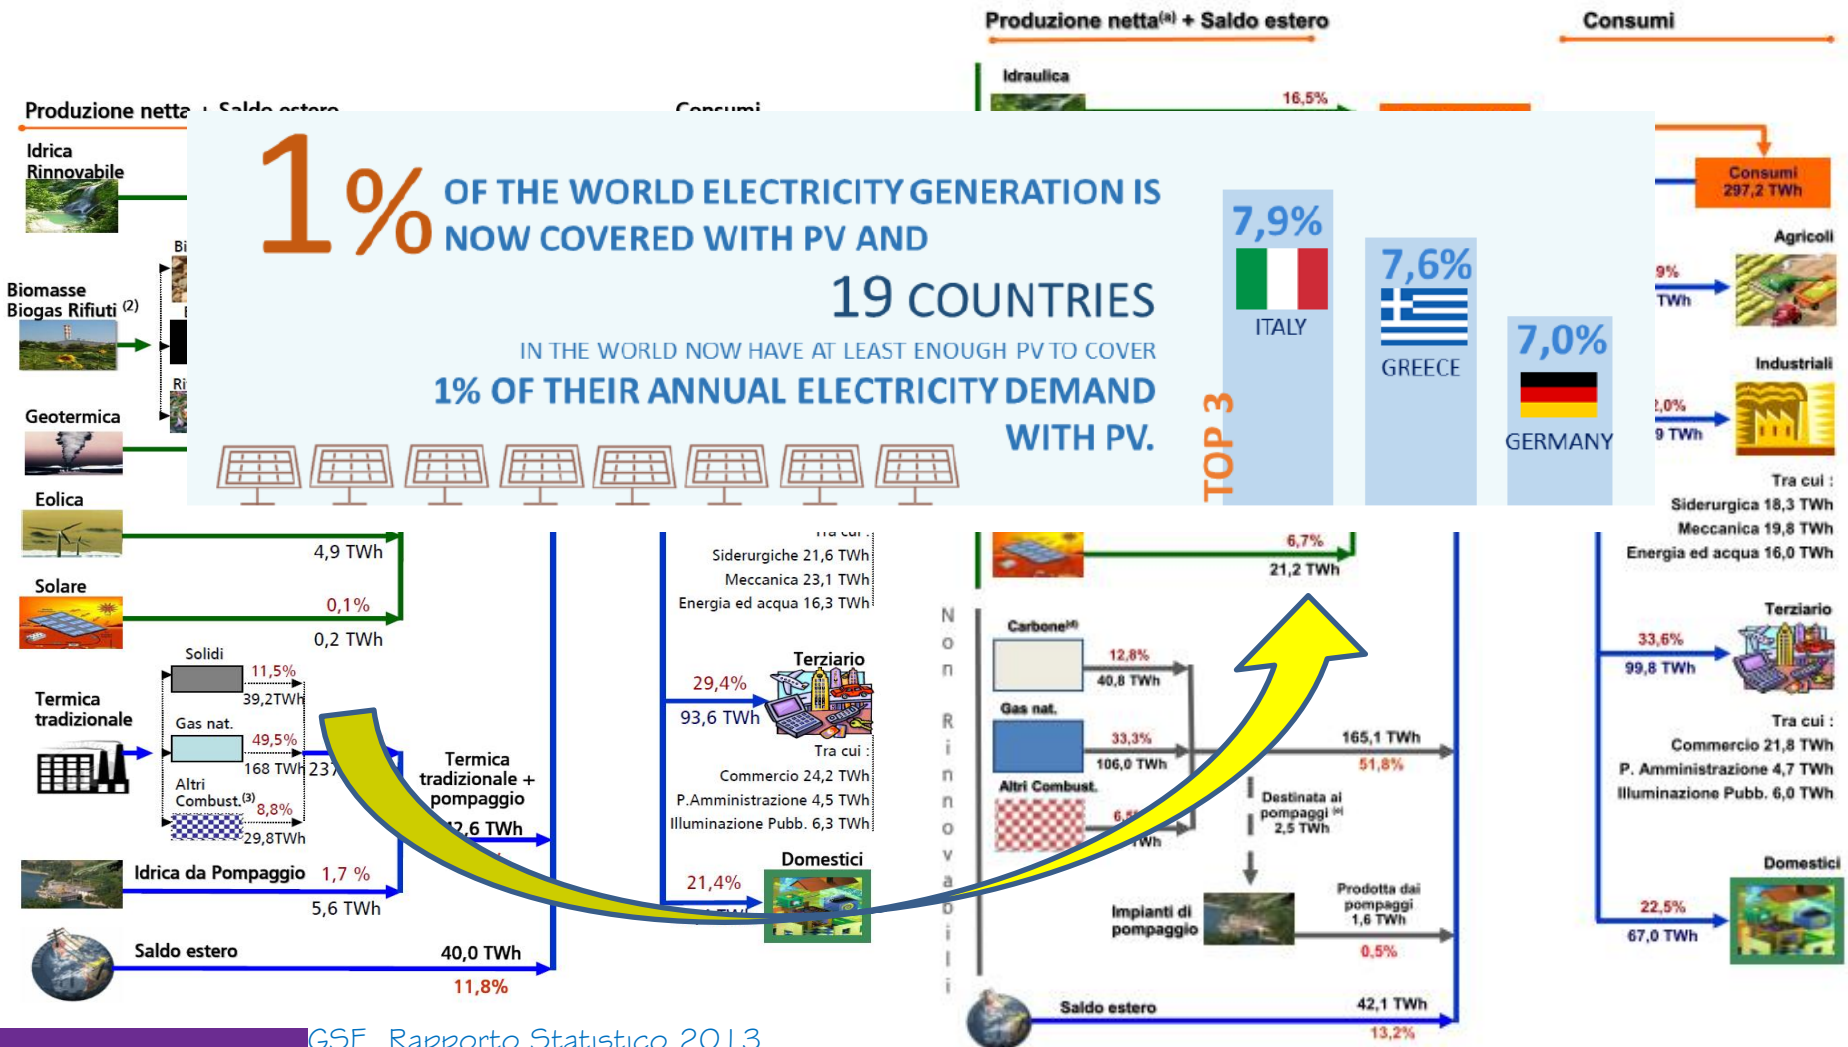 Produzione netta
Consumi
Idrica
Rinnovabile
Biomasse
Biogas Rifiuti (2)
Geotermica
Eolica
4,9 TWh
Solare
0,1%
0,2 TWh
Termica
tradizionale
Solidi
11,5%
39,2TWh
Gas nat.
49,5%
168 TWh
Altri
Combust.(3)
8,8%
29,8TWh
Idrica da Pompaggio
1,7 %
5,6 TWh
Saldo estero
40,0 TWh
11,8%
Termica
tradizionale +
pompaggio
Siderurgiche 21,6 TWh
Meccanica 23,1 TWh
Energia ed acqua 16,3 TWh
Terziario
29,4%
93,6 TWh
Tra cui :
Commercio 24,2 TWh
P.Amministrazione 4,5 TWh
Illuminazione Pubb. 6,3 TWh
Domestici
21,4%
1% OF THE WORLD ELECTRICITY GENERATION IS
NOW COVERED WITH PV AND
19 COUNTRIES
IN THE WORLD NOW HAVE AT LEAST ENOUGH PV TO COVER
1% OF THEIR ANNUAL ELECTRICITY DEMAND
WITH PV.
TOP 3
7,9%
ITALY
7,6%
GREECE
7,0%
GERMANY
Produzione netta(a) + Saldo estero
Consumi
Idraulica
16,5%
6,7%
21,2 TWh
Non Rinnovabili
Carbone(d)
12,8%
40,8 TWh
Gas nat.
33,3%
106,0 TWh
Altri Combust.
165,1 TWh
51,8%
Destinata ai
pompaggi (e)
2,5 TWh
Impianti di
pompaggio
Prodotta dai
pompaggi
1,6 TWh
0,5%
Saldo estero
42,1 TWh
13,2%
Consumi
297,2 TWh
Agricoli
TWh
Industriali
TWh
Tra cui :
Siderurgica 18,3 TWh
Meccanica 19,8 TWh
Energia ed acqua 16,0 TWh
Terziario
33,6%
99,8 TWh
Tra cui :
Commercio 21,8 TWh
P. Amministrazione 4,7 TWh
Illuminazione Pubb. 6,0 TWh
Domestici
22,5%
67,0 TWh
GSE Rapporto Statistico 2013